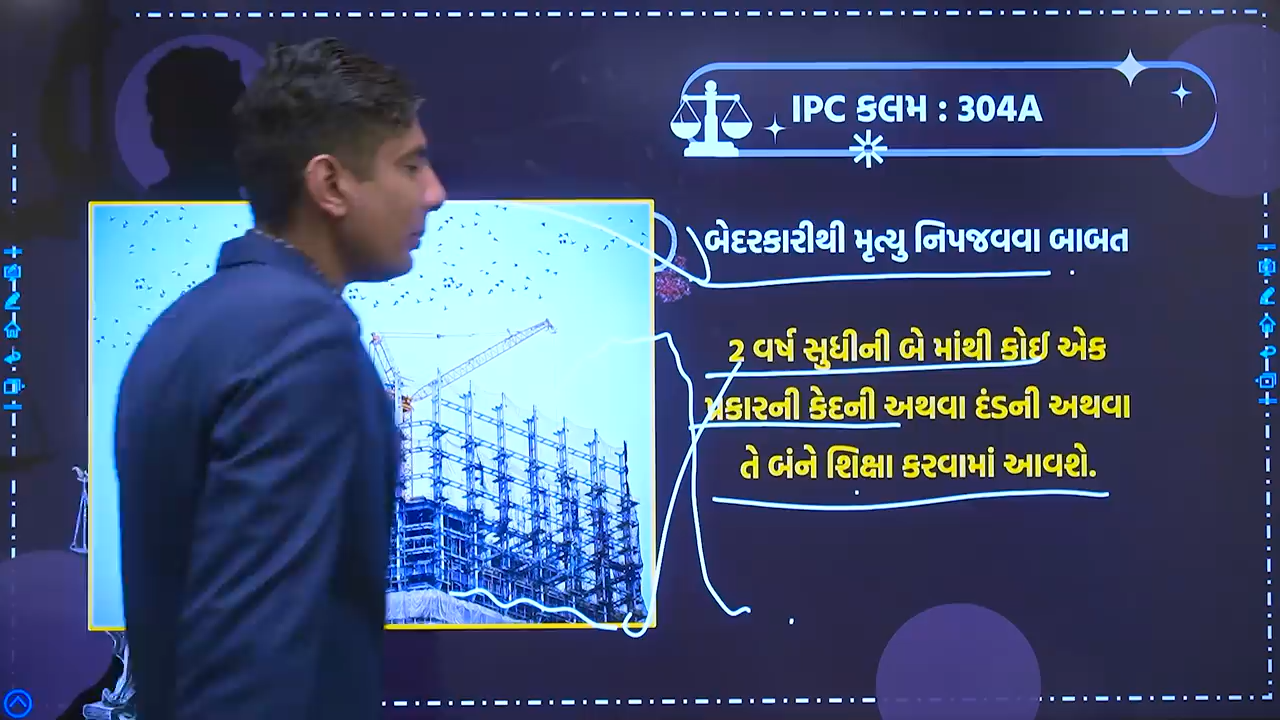 IPC કલમ : 304A
બેદરકારીથી મૃત્યુ નિપજવવા બાબત
2 વર્ષ સુધીની બે માંથી કોઈ એક
પ્રકારની કેદની અથવા દંડની અથવા
તે બંને શિક્ષા કરવામાં આવશે.